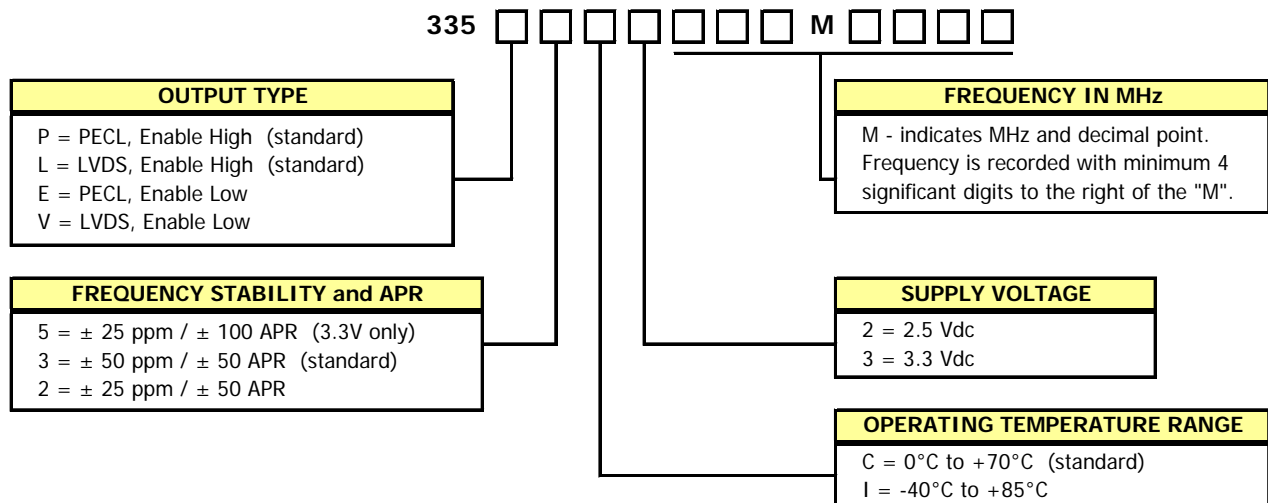 335 M
OUTPUT TYPE
P = PECL, Enable High (standard)
L = LVDS, Enable High (standard)
E = PECL, Enable Low
V = LVDS, Enable Low
FREQUENCY IN MHz
M - indicates MHz and decimal point.
Frequency is recorded with minimum 4
significant digits to the right of the "M".
FREQUENCY STABILITY and APR
5 = ± 25 ppm / ± 100 APR (3.3V only)
3 = ± 50 ppm / ± 50 APR (standard)
2 = ± 25 ppm / ± 50 APR
SUPPLY VOLTAGE
2 = 2.5 Vdc
3 = 3.3 Vdc
OPERATING TEMPERATURE RANGE
C = 0°C to +70°C (standard)
I = -40°C to +85°C